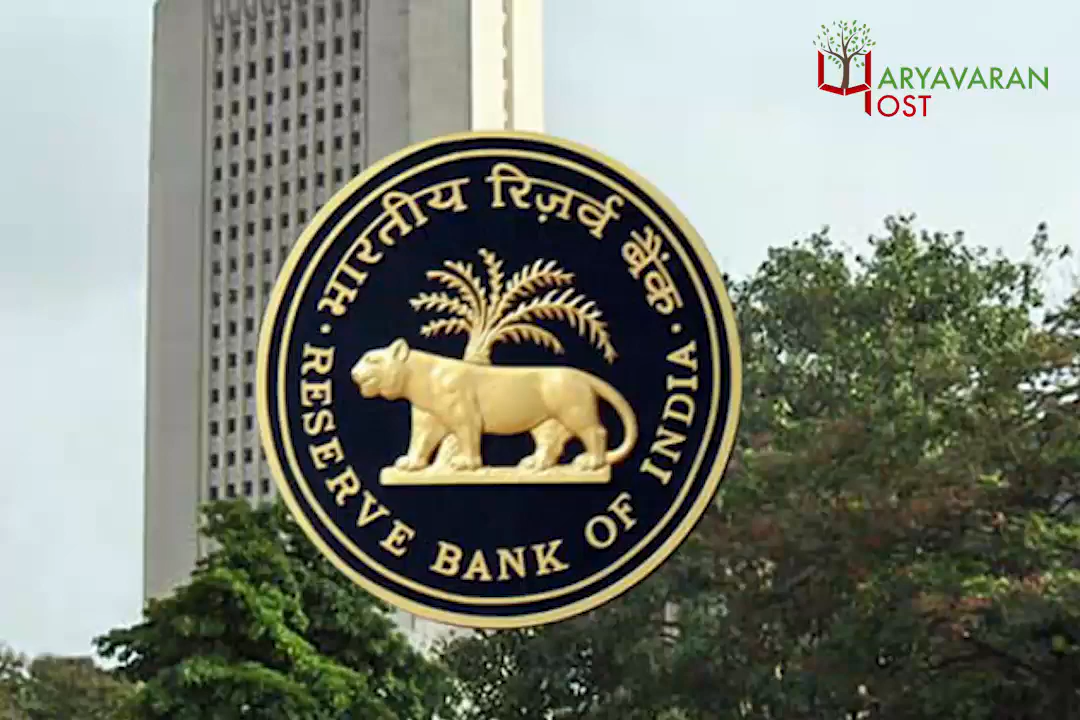 भारतीय रिज़र्व बैंक
RESERVE BANK OF INDIA
ARYAVARAN
OST